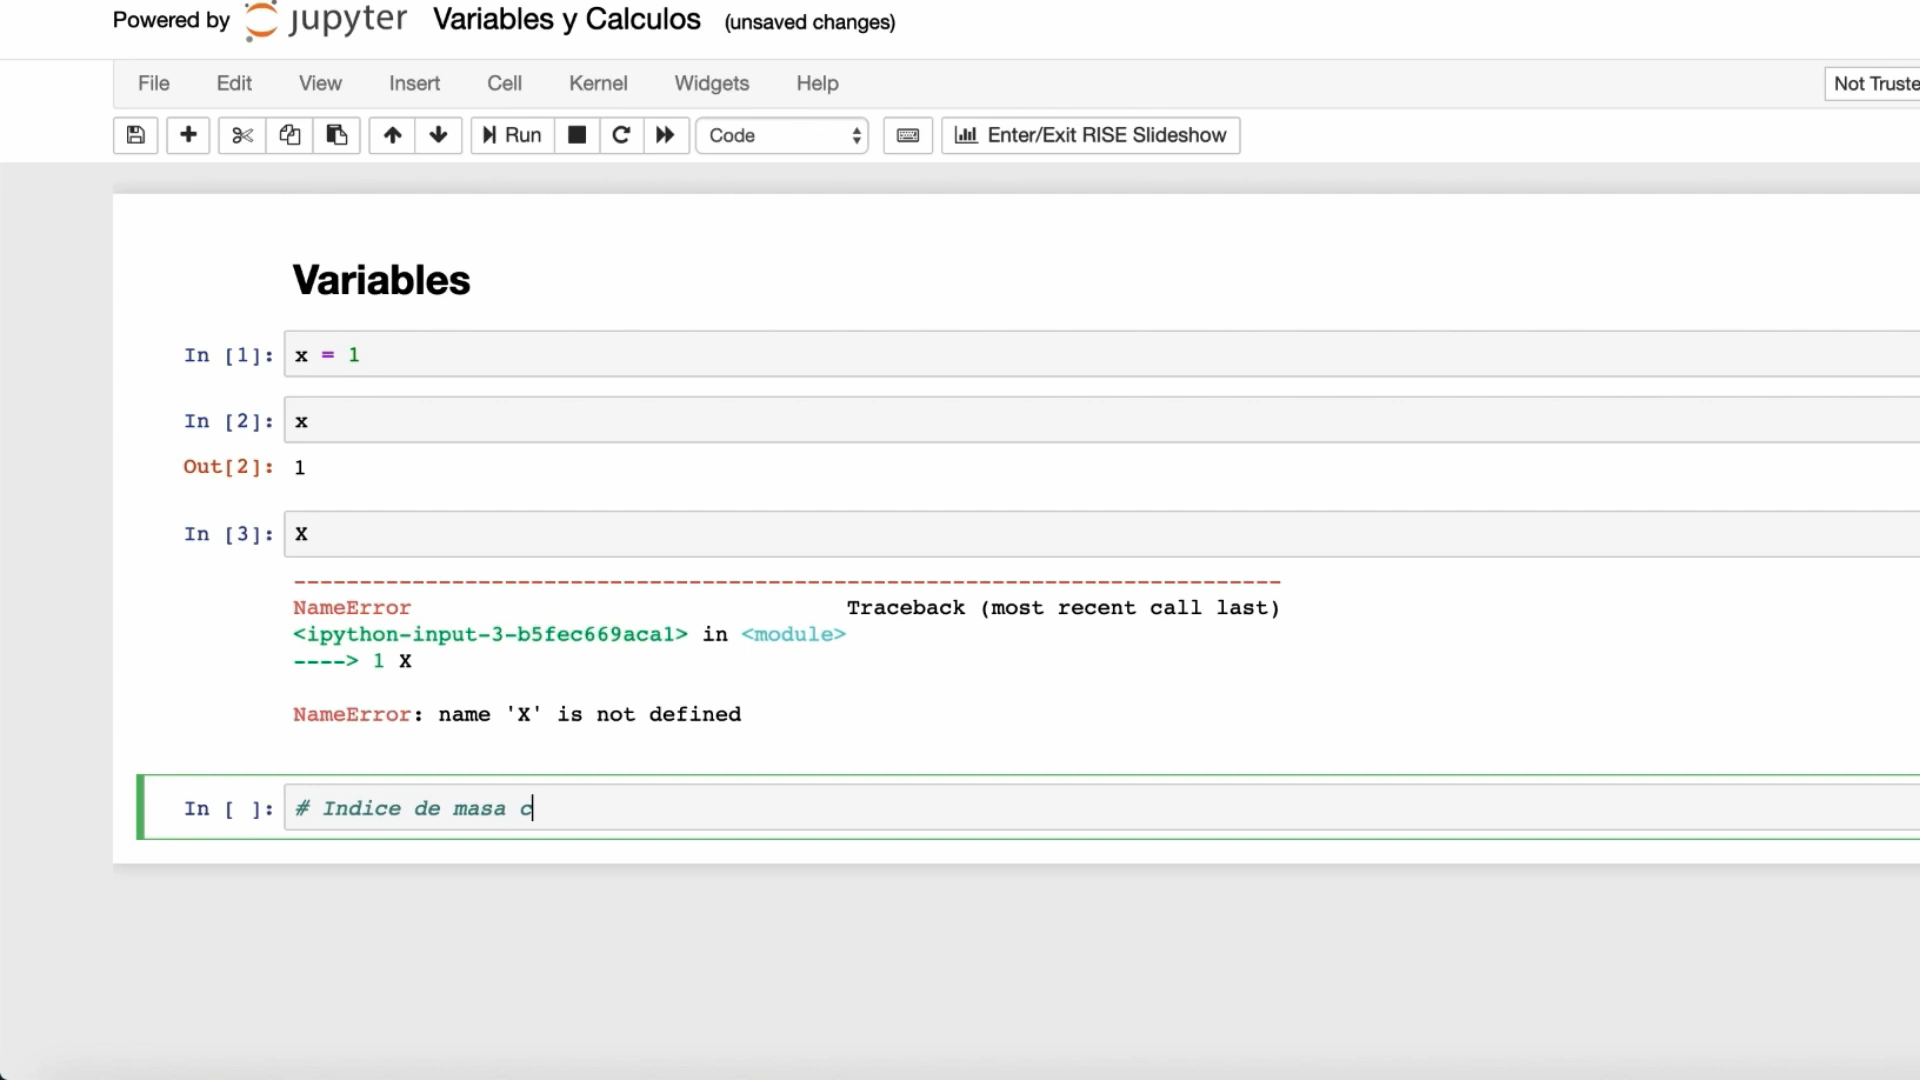 Powered by jupyter Variables y Calculos (unsaved changes)
File Edit View Insert Cell Kernel Widgets Help Not Truste
Run Code Enter/Exit RISE Slideshow
Variables
In [1]: x = 1
In [2]: x
Out[2]: 1
In [3]: X
---------------------------------------------------------------------------
NameError Traceback (most recent call last)
<ipython-input-3-b5fec669aca1> in <module>
----> 1 X
NameError: name 'X' is not defined
In [ ]: # Indice de masa c